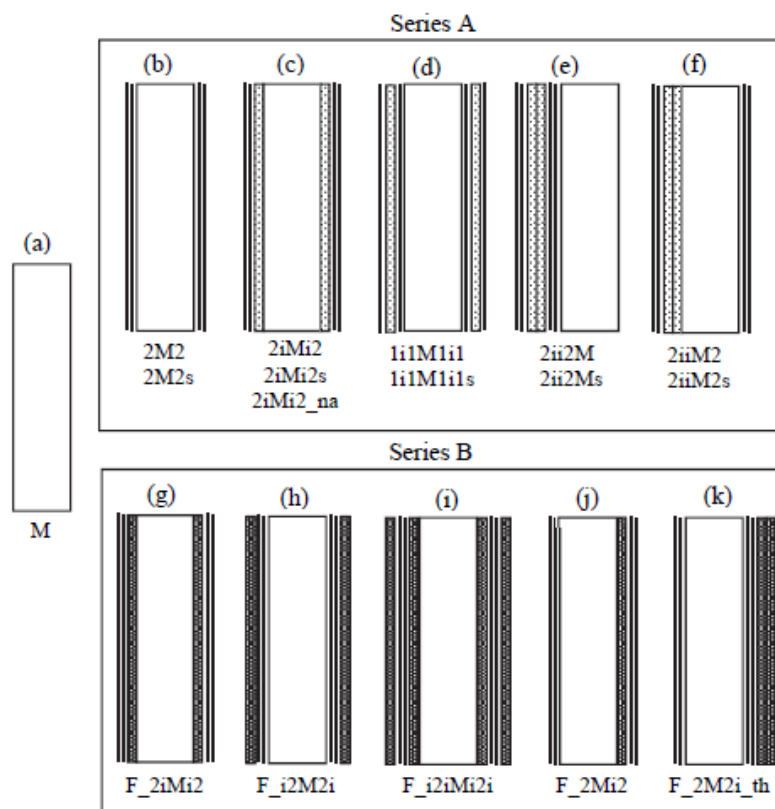 Series A
(b)
(c)
(d)
(e)
(f)
2M2
2M2s
2iMi2
2iMi2s
2iMi2_na
1i1M1i1
1i1M1i1s
2ii2M
2ii2Ms
2iiM2
2iiM2s
(a)
M
Series B
(g)
(h)
(i)
(j)
(k)
F_2iMi2
F_i2M2i
F_i2iMi2i
F_2Mi2
F_2M2i_th